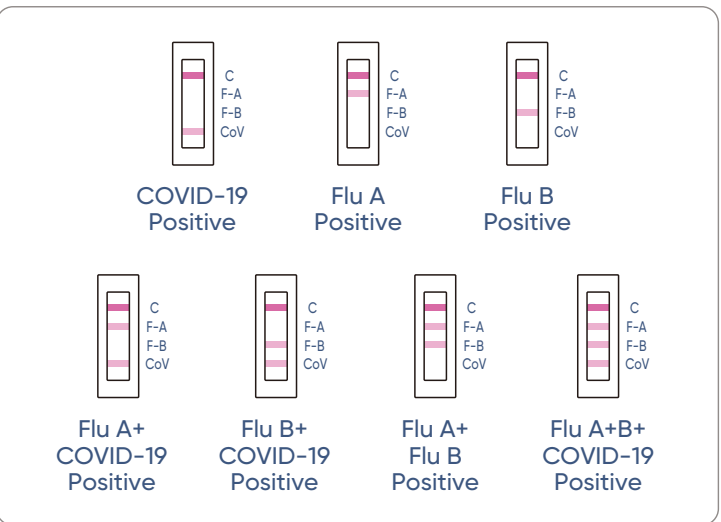 C
F-A
F-B
CoV
COVID-19
Positive
C
F-A
F-B
CoV
Flu A
Positive
C
F-A
F-B
CoV
Flu B
Positive
C
F-A
F-B
CoV
Flu A+
COVID-19
Positive
C
F-A
F-B
CoV
Flu B+
COVID-19
Positive
C
F-A
F-B
CoV
Flu A+
Flu B
Positive
C
F-A
F-B
CoV
Flu A+B+
COVID-19
Positive